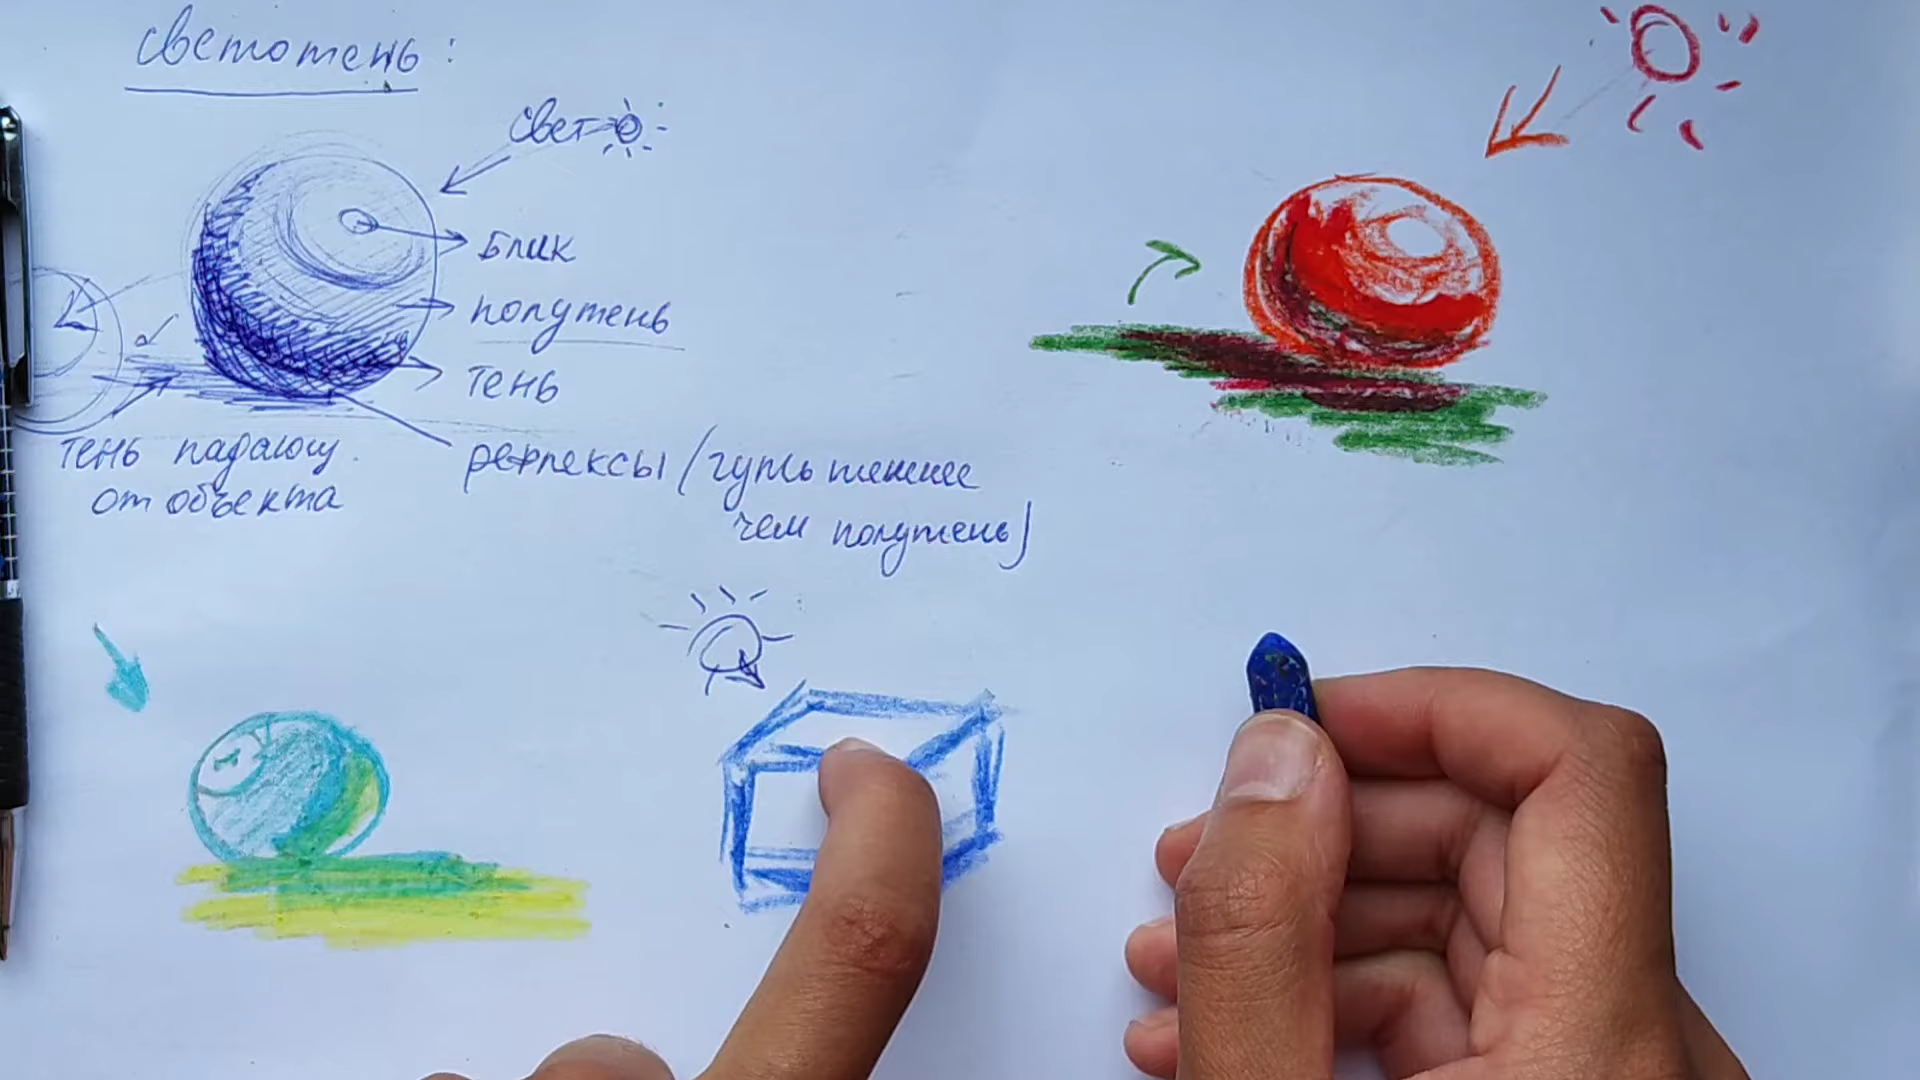 светотень:
свет
блик
полутень
тень
тень падающ.
от объекта
рефлексы (чуть темнее
чем полутень)